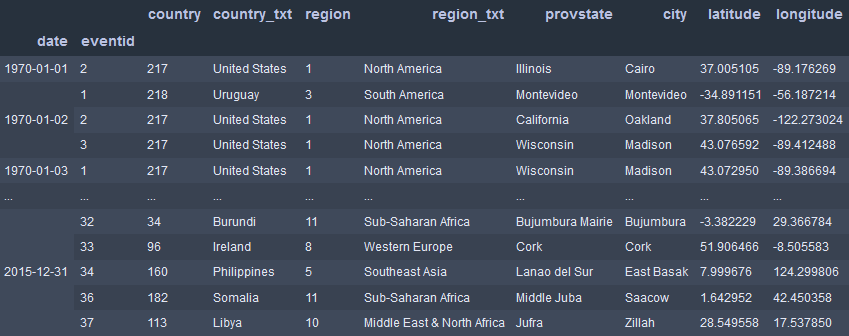 country country_txt region region_txt provstate city latitude longitude
date eventid
1970-01-01 2 217 United States 1 North America Illinois Cairo 37.005105 -89.176269
1 218 Uruguay 3 South America Montevideo Montevideo -34.891151 -56.187214
1970-01-02 2 217 United States 1 North America California Oakland 37.805065 -122.273024
3 217 United States 1 North America Wisconsin Madison 43.076592 -89.412488
1970-01-03 1 217 United States 1 North America Wisconsin Madison 43.072950 -89.386694
... ... ... ... ... ... ... ... ... ...
32 34 Burundi 11 Sub-Saharan Africa Bujumbura Mairie Bujumbura -3.382229 29.366784
33 96 Ireland 8 Western Europe Cork Cork 51.906466 -8.505583
2015-12-31 34 160 Philippines 5 Southeast Asia Lanao del Sur East Basak 7.999676 124.299806
36 182 Somalia 11 Sub-Saharan Africa Middle Juba Saacow 1.642952 42.450358
37 113 Libya 10 Middle East & North Africa Jufra Zillah 28.549558 17.537850